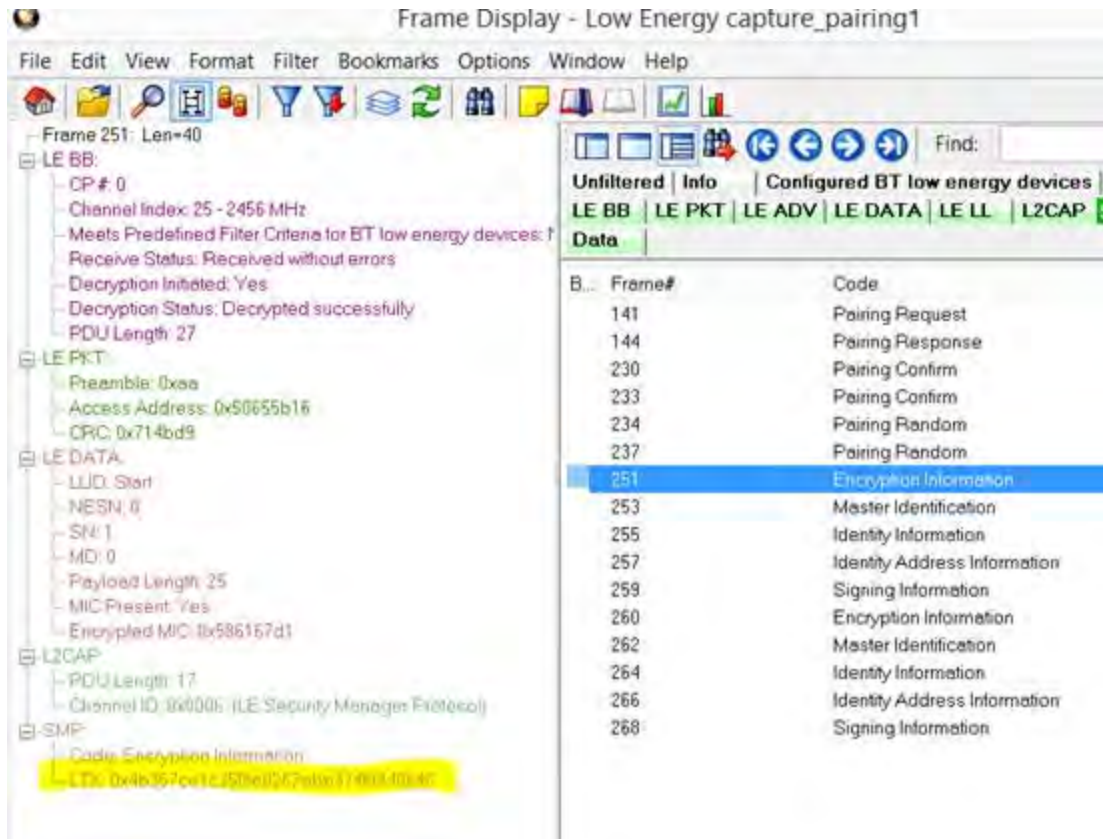 Frame Display - Low Energy capture_pairing1
File Edit View Format Filter Bookmarks Options Window Help
Frame 251: Len=40
LE BB:
CP #: 0
Channel Index: 25 - 2456 MHz
Meets Predefined Filter Criteria for BT low energy devices:
Receive Status: Received without errors
Decryption Initiated: Yes
Decryption Status: Decrypted successfully
PDU Length: 27
LE PKT:
Preamble: 0xaa
Access Address: 0x50655b16
CRC: 0x714bd9
LE DATA:
LLID: Start
NESN: 0
SN: 1
MD: 0
Payload Length: 25
MIC Present: Yes
Encrypted MIC: 0x586167d1
L2CAP:
PDU Length: 17
Channel ID: 0x0006 (LE Security Manager Protocol)
SMP:
Code: Encryption Information
LTK:
Find:
Unfiltered Info Configured BT low energy devices
LE BB LE PKT LE ADV LE DATA LE LL L2CAP
Data
B... Frame# Code
141 Pairing Request
144 Pairing Response
230 Pairing Confirm
233 Pairing Confirm
234 Pairing Random
237 Pairing Random
251 Encryption Information
253 Master Identification
255 Identity Information
257 Identity Address Information
259 Signing Information
260 Encryption Information
262 Master Identification
264 Identity Information
266 Identity Address Information
268 Signing Information